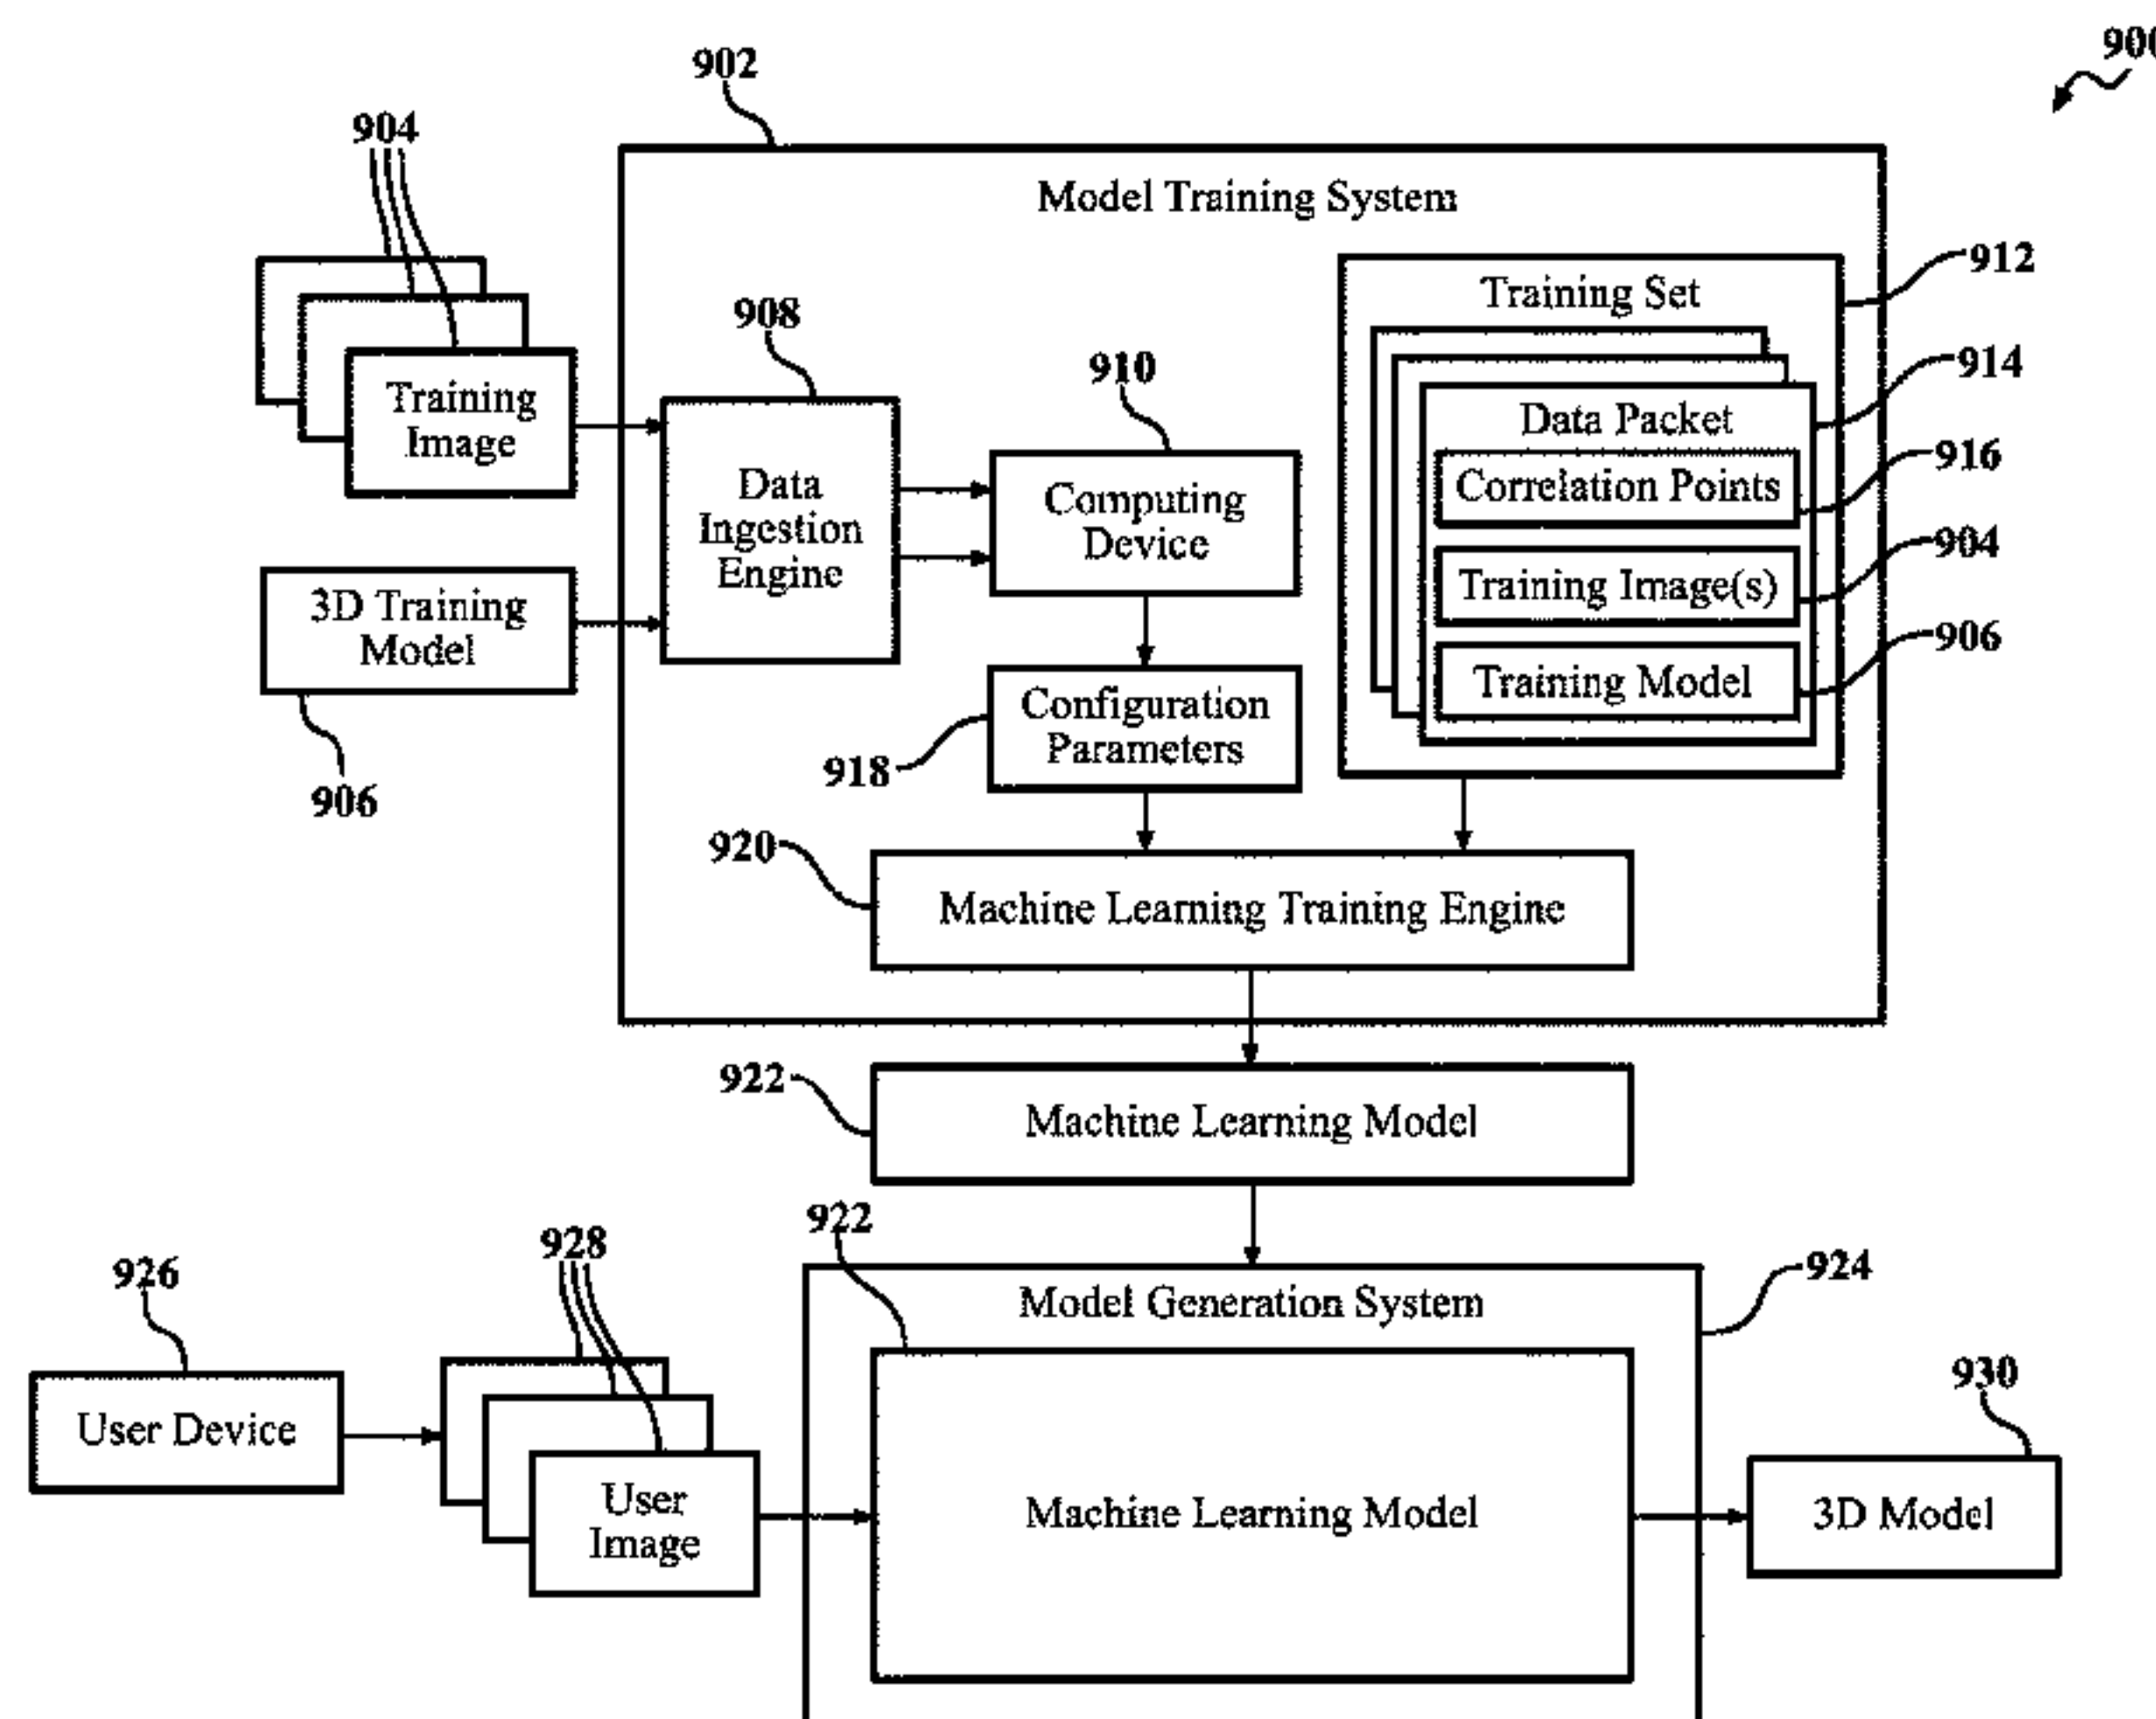 900
902
904
Model Training System
912
Training Set
908
910
914
Training
Image
Data Packet
916
Correlation Points
Data
Ingestion
Engine
Computing
Device
904
Training Image(s)
3D Training
Model
906
Training Model
Configuration
Parameters
918
906
920
Machine Learning Training Engine
922
Machine Learning Model
922
928
926
924
Model Generation System
930
User Device
User
Image
Machine Learning Model
3D Model